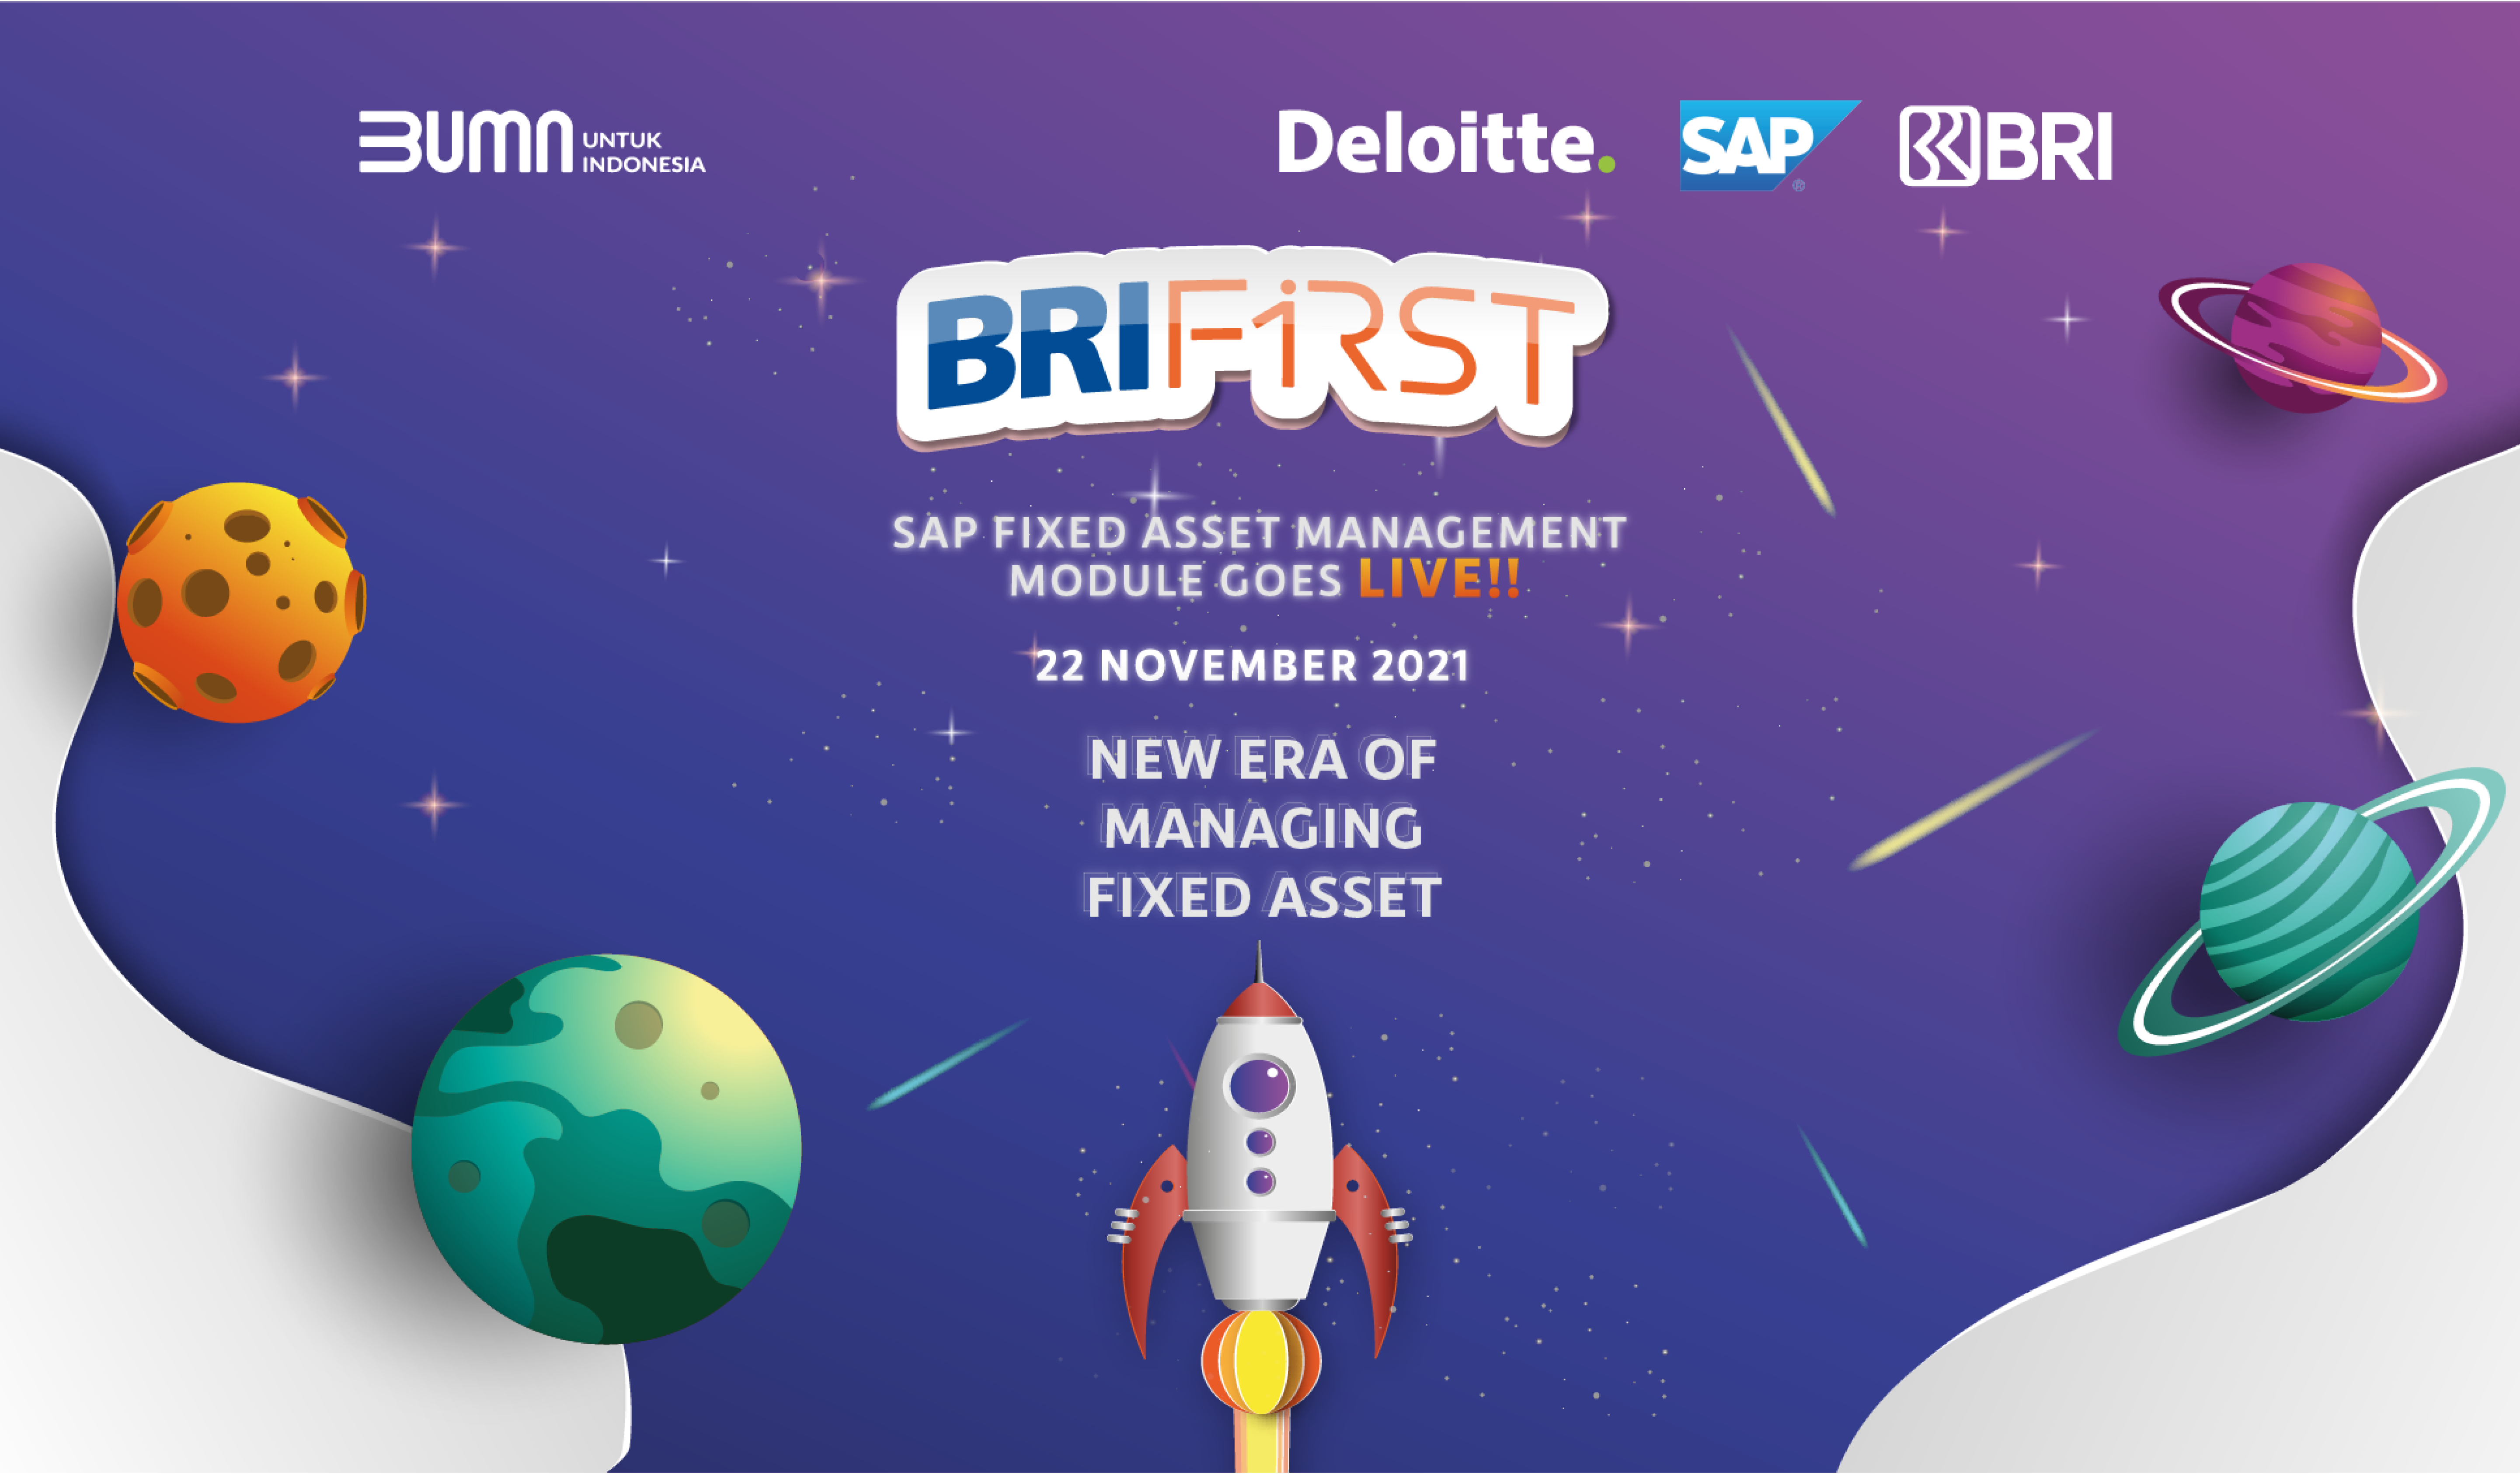 BUMN UNTUK
INDONESIA
Deloitte.
SAP
®
BRI
BRIFiRST
SAP FIXED ASSET MANAGEMENT
MODULE GOES LIVE!!
22 NOVEMBER 2021
NEW ERA OF
MANAGING
FIXED ASSET